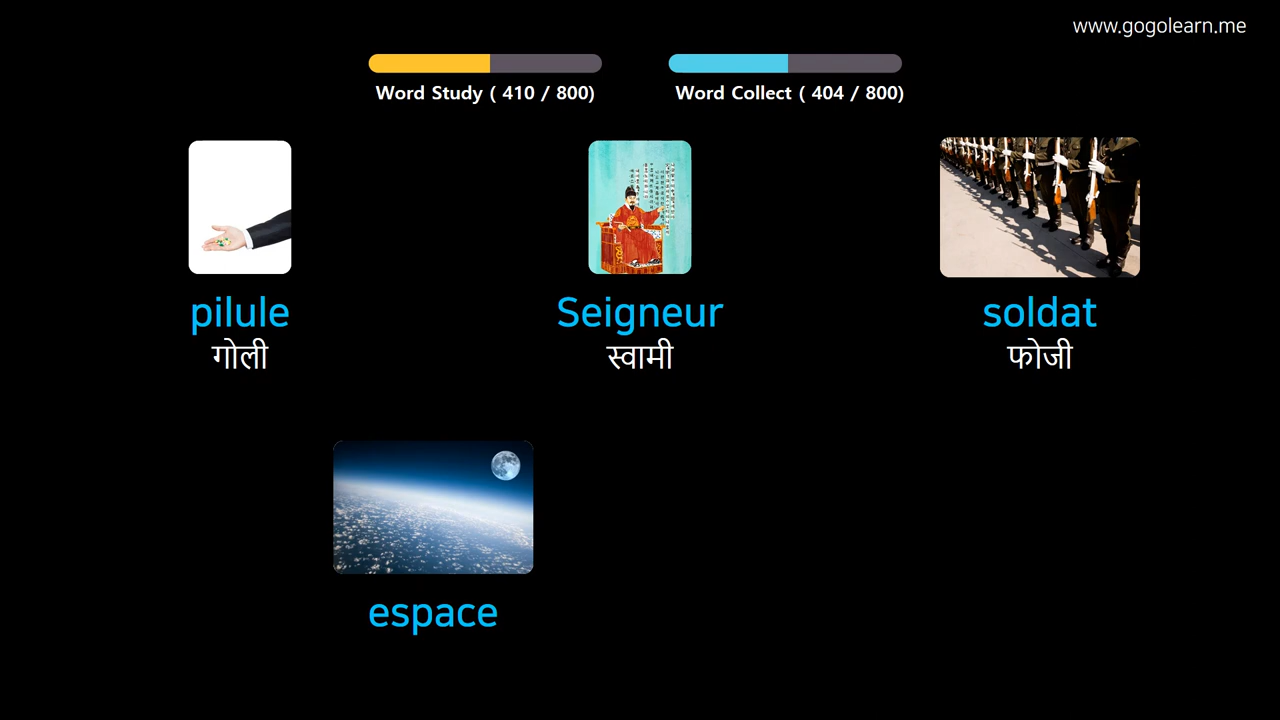 www.gogolearn.me
Word Study ( 410 / 800)
Word Collect ( 404 / 800)
pilule
Seigneur
soldat
गोली
स्वामी
फोजी
espace